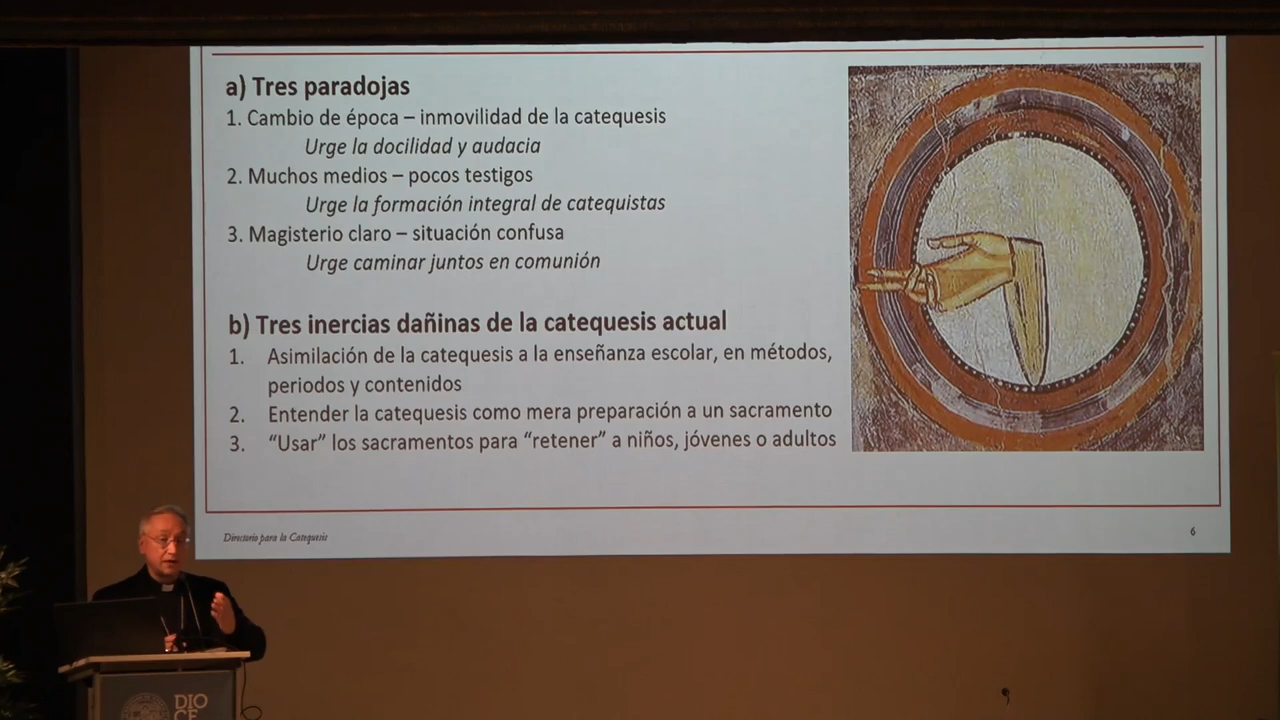 a) Tres paradojas
1. Cambio de época – inmovilidad de la catequesis
Urge la docilidad y audacia
2. Muchos medios – pocos testigos
Urge la formación integral de catequistas
3. Magisterio claro – situación confusa
Urge caminar juntos en comunión
b) Tres inercias dañinas de la catequesis actual
1. Asimilación de la catequesis a la enseñanza escolar, en métodos,
periodos y contenidos
2. Entender la catequesis como mera preparación a un sacramento
3. “Usar” los sacramentos para “retener” a niños, jóvenes o adultos
Directorio para la Catequesis
6
DIO
CE